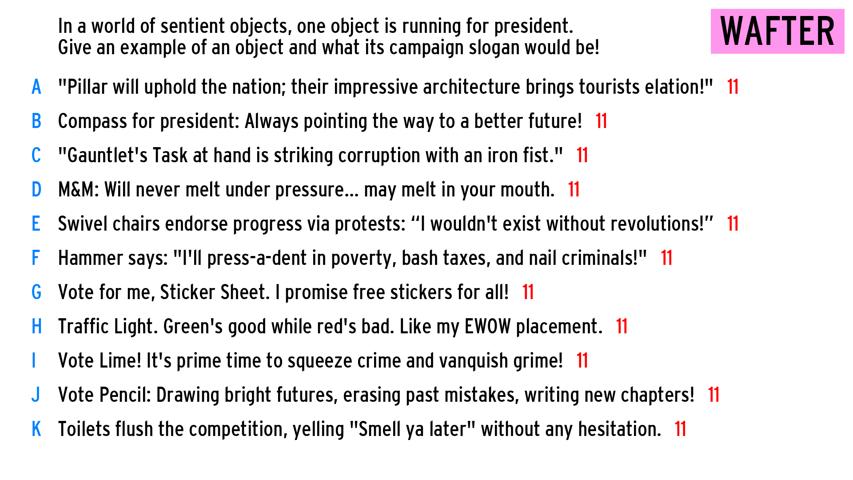 In a world of sentient objects, one object is running for president.
Give an example of an object and what its campaign slogan would be!
WAFTER
A "Pillar will uphold the nation; their impressive architecture brings tourists elation!" 11
B Compass for president: Always pointing the way to a better future! 11
C "Gauntlet's Task at hand is striking corruption with an iron fist." 11
D M&M: Will never melt under pressure... may melt in your mouth. 11
E Swivel chairs endorse progress via protests: “I wouldn't exist without revolutions!” 11
F Hammer says: "I'll press-a-dent in poverty, bash taxes, and nail criminals!" 11
G Vote for me, Sticker Sheet. I promise free stickers for all! 11
H Traffic Light. Green's good while red's bad. Like my EWOW placement. 11
I Vote Lime! It's prime time to squeeze crime and vanquish grime! 11
J Vote Pencil: Drawing bright futures, erasing past mistakes, writing new chapters! 11
K Toilets flush the competition, yelling "Smell ya later" without any hesitation. 11